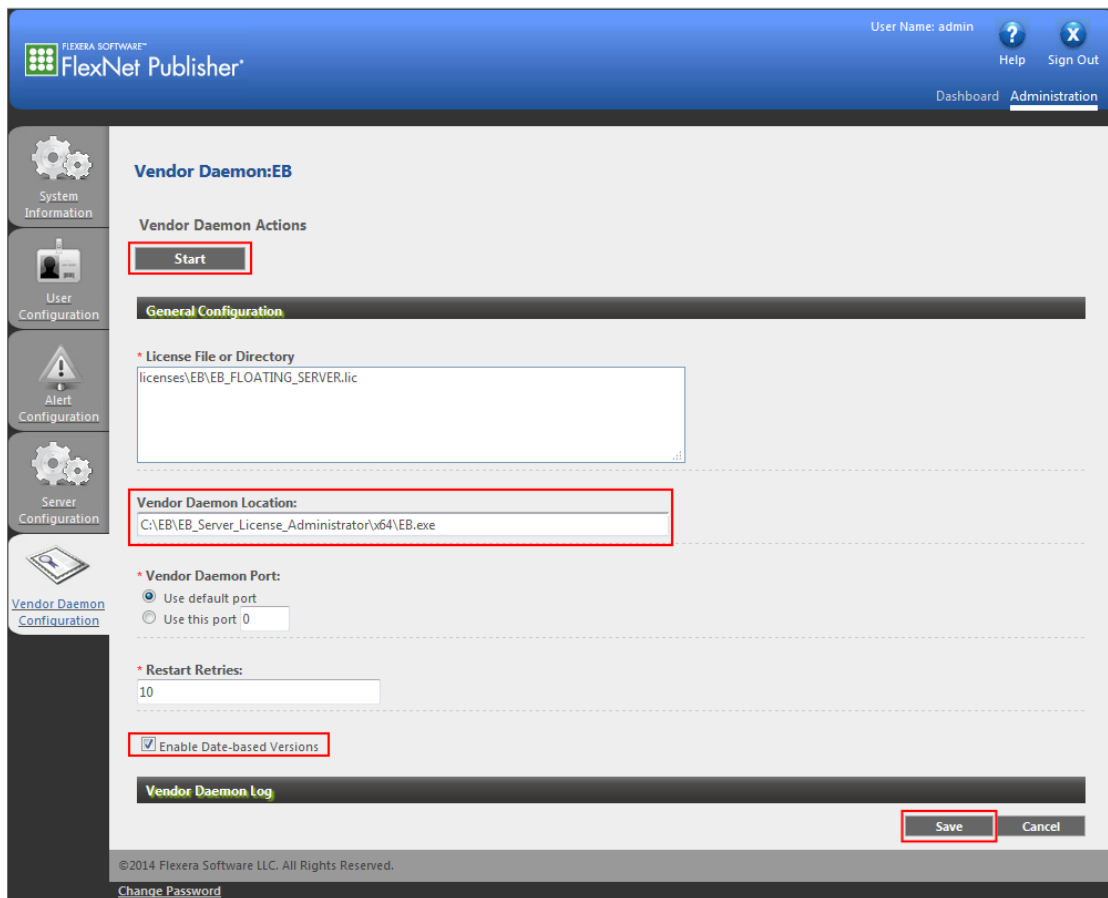 User Name: admin
Help
Sign Out
FLEXERA SOFTWARE™
FlexNet Publisher®
Dashboard
Administration
System
Information
User
Configuration
Alert
Configuration
Server
Configuration
Vendor Daemon
Configuration
Vendor Daemon:EB
Vendor Daemon Actions
Start
General Configuration
* License File or Directory
licenses\EB\EB_FLOATING_SERVER.lic
Vendor Daemon Location:
C:\EB\EB_Server_License_Administrator\x64\EB.exe
* Vendor Daemon Port:
Use default port
Use this port 0
* Restart Retries:
10
Enable Date-based Versions
Vendor Daemon Log
Save
Cancel
©2014 Flexera Software LLC. All Rights Reserved.
Change Password